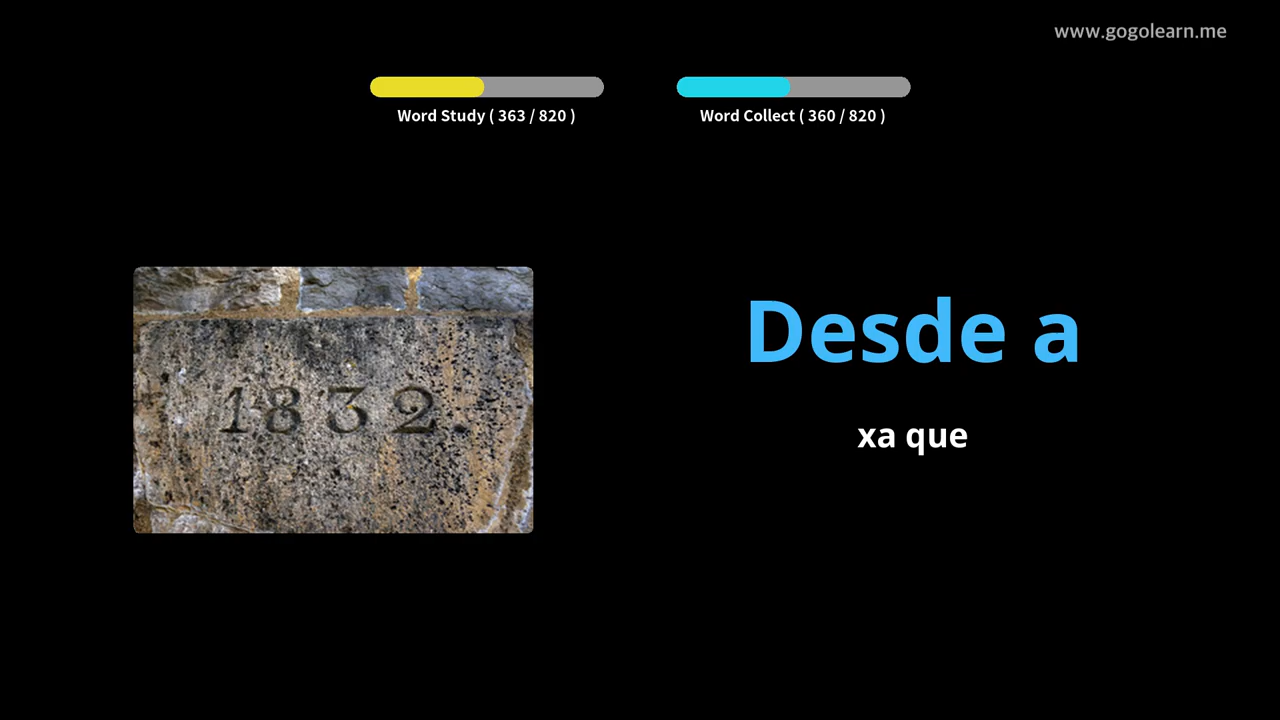 www.gogolearn.me
Word Study ( 363 / 820 )
Word Collect ( 360 / 820 )
1832.
Desde a
xa que